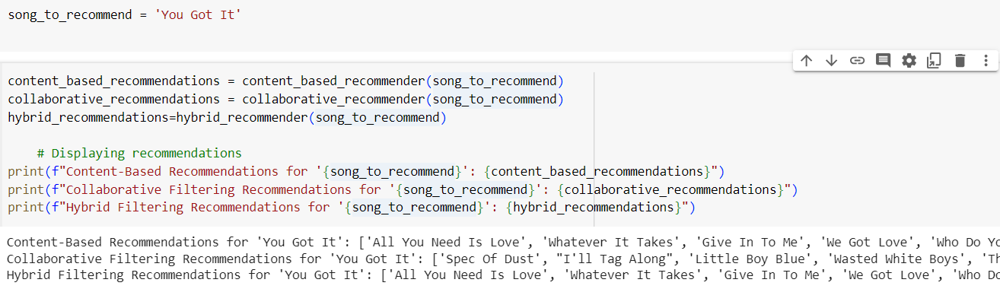 song_to_recommend = 'You Got It'
content_based_recommendations = content_based_recommender(song_to_recommend)
collaborative_recommendations = collaborative_recommender(song_to_recommend)
hybrid_recommendations=hybrid_recommender(song_to_recommend)
# Displaying recommendations
print(f"Content-Based Recommendations for '{song_to_recommend}': {content_based_recommendations}")
print(f"Collaborative Filtering Recommendations for '{song_to_recommend}': {collaborative_recommendations}")
print(f"Hybrid Filtering Recommendations for '{song_to_recommend}': {hybrid_recommendations}")
Content-Based Recommendations for 'You Got It': ['All You Need Is Love', 'Whatever It Takes', 'Give In To Me', 'We Got Love', 'Who Do
Collaborative Filtering Recommendations for 'You Got It': ['Spec Of Dust', "I'll Tag Along", 'Little Boy Blue', 'Wasted White Boys',
Hybrid Filtering Recommendations for 'You Got It': ['All You Need Is Love', 'Whatever It Takes', 'Give In To Me', 'We Got Love', 'Who